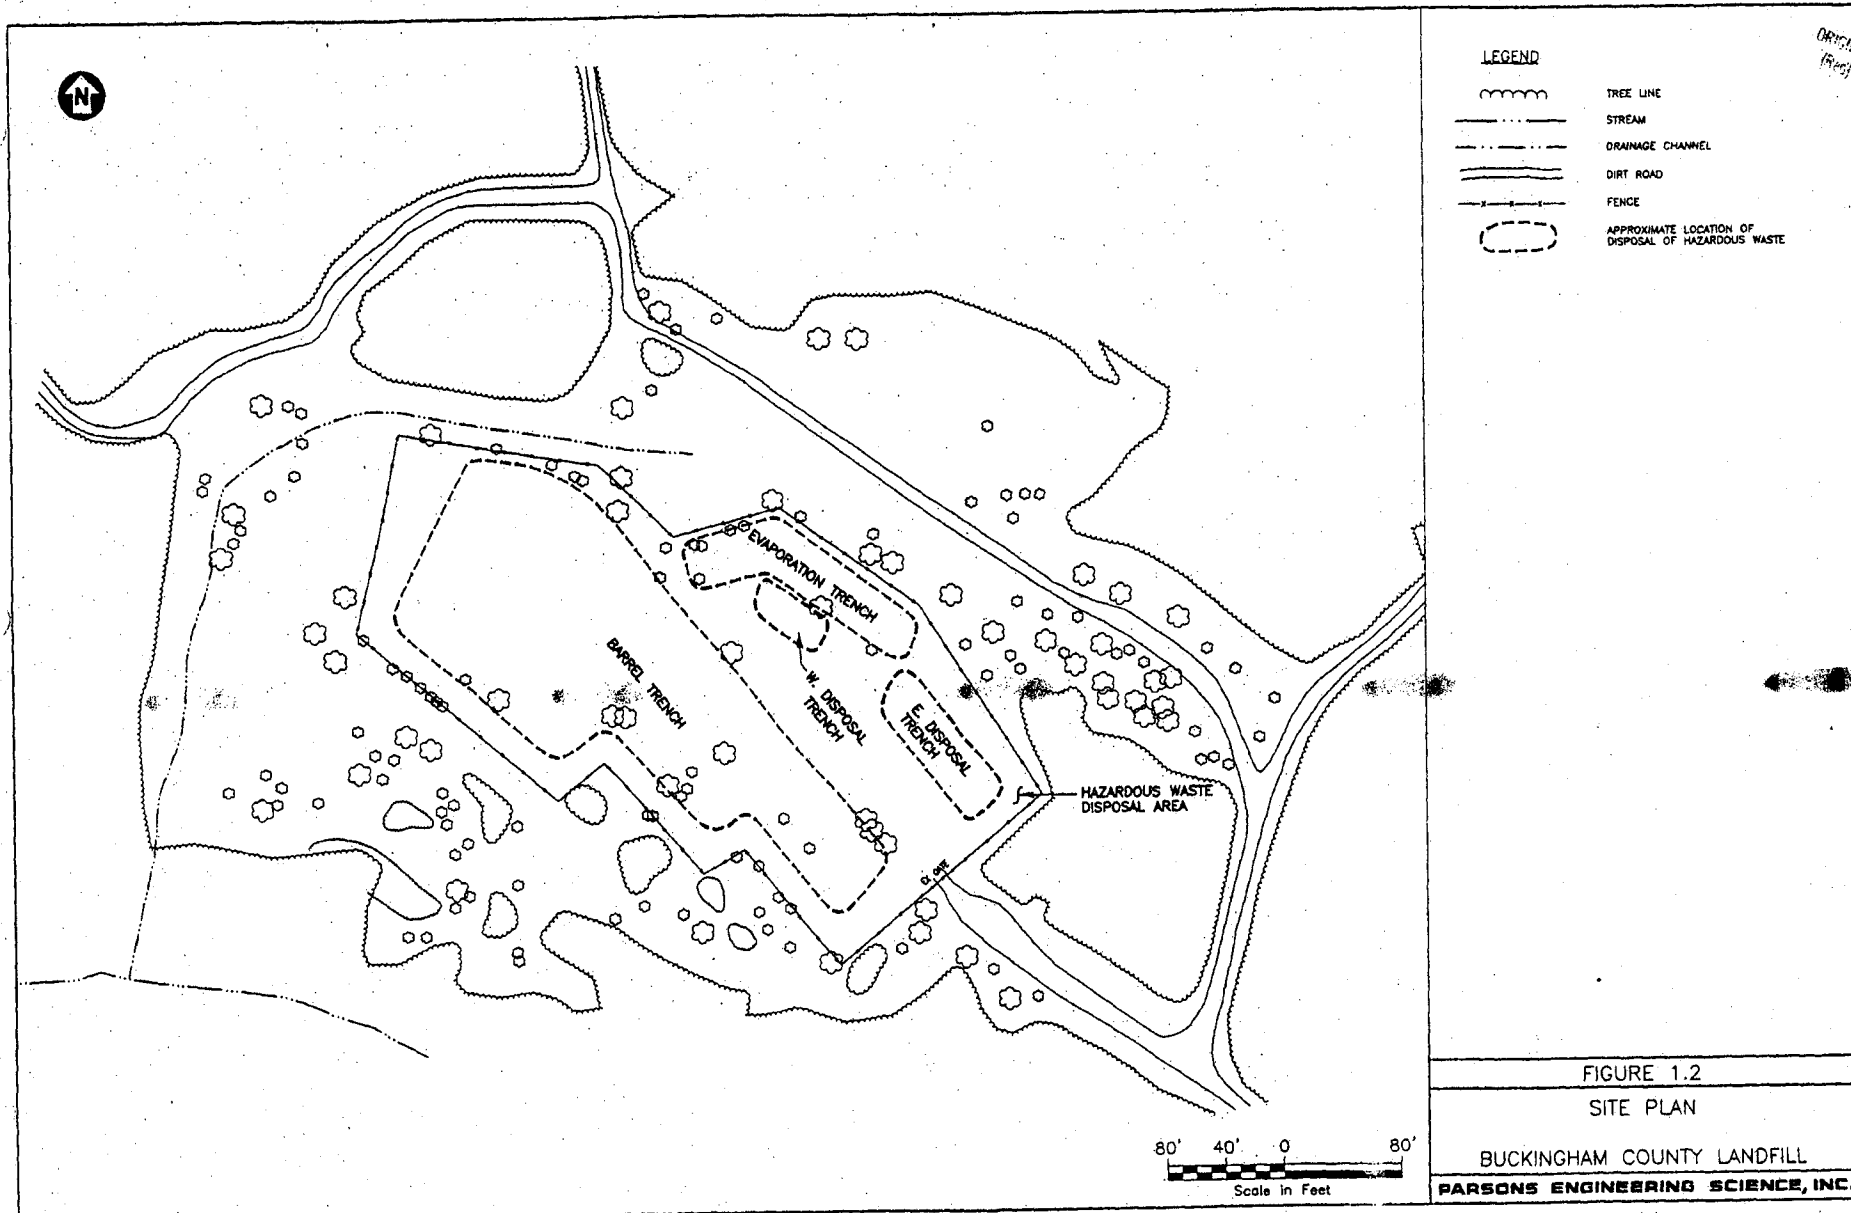 N
LEGEND
TREE LINE
STREAM
DRAINAGE CHANNEL
DIRT ROAD
FENCE
APPROXIMATE LOCATION OF
DISPOSAL OF HAZARDOUS WASTE
EVAPORATION TRENCH
BARREL TRENCH
W. DISPOSAL
TRENCH
E. DISPOSAL
TRENCH
HAZARDOUS WASTE
DISPOSAL AREA
GATE
80' 40' 0 80'
Scale in Feet
FIGURE 1.2
SITE PLAN
BUCKINGHAM COUNTY LANDFILL
PARSONS ENGINEERING SCIENCE, INC.